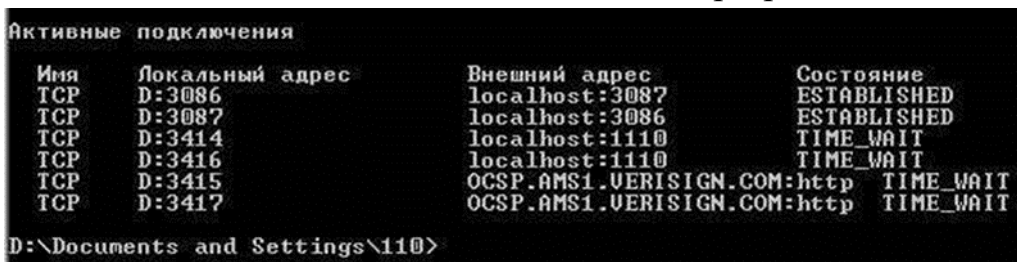 Активные подключения
Имя Локальный адрес Внешний адрес Состояние
TCP D:3086 localhost:3087 ESTABLISHED
TCP D:3087 localhost:3086 ESTABLISHED
TCP D:3414 localhost:1110 TIME_WAIT
TCP D:3416 localhost:1110 TIME_WAIT
TCP D:3415 OCSP.AMS1.VERISIGN.COM:http TIME_WAIT
TCP D:3417 OCSP.AMS1.VERISIGN.COM:http TIME_WAIT
D:\Documents and Settings\110>